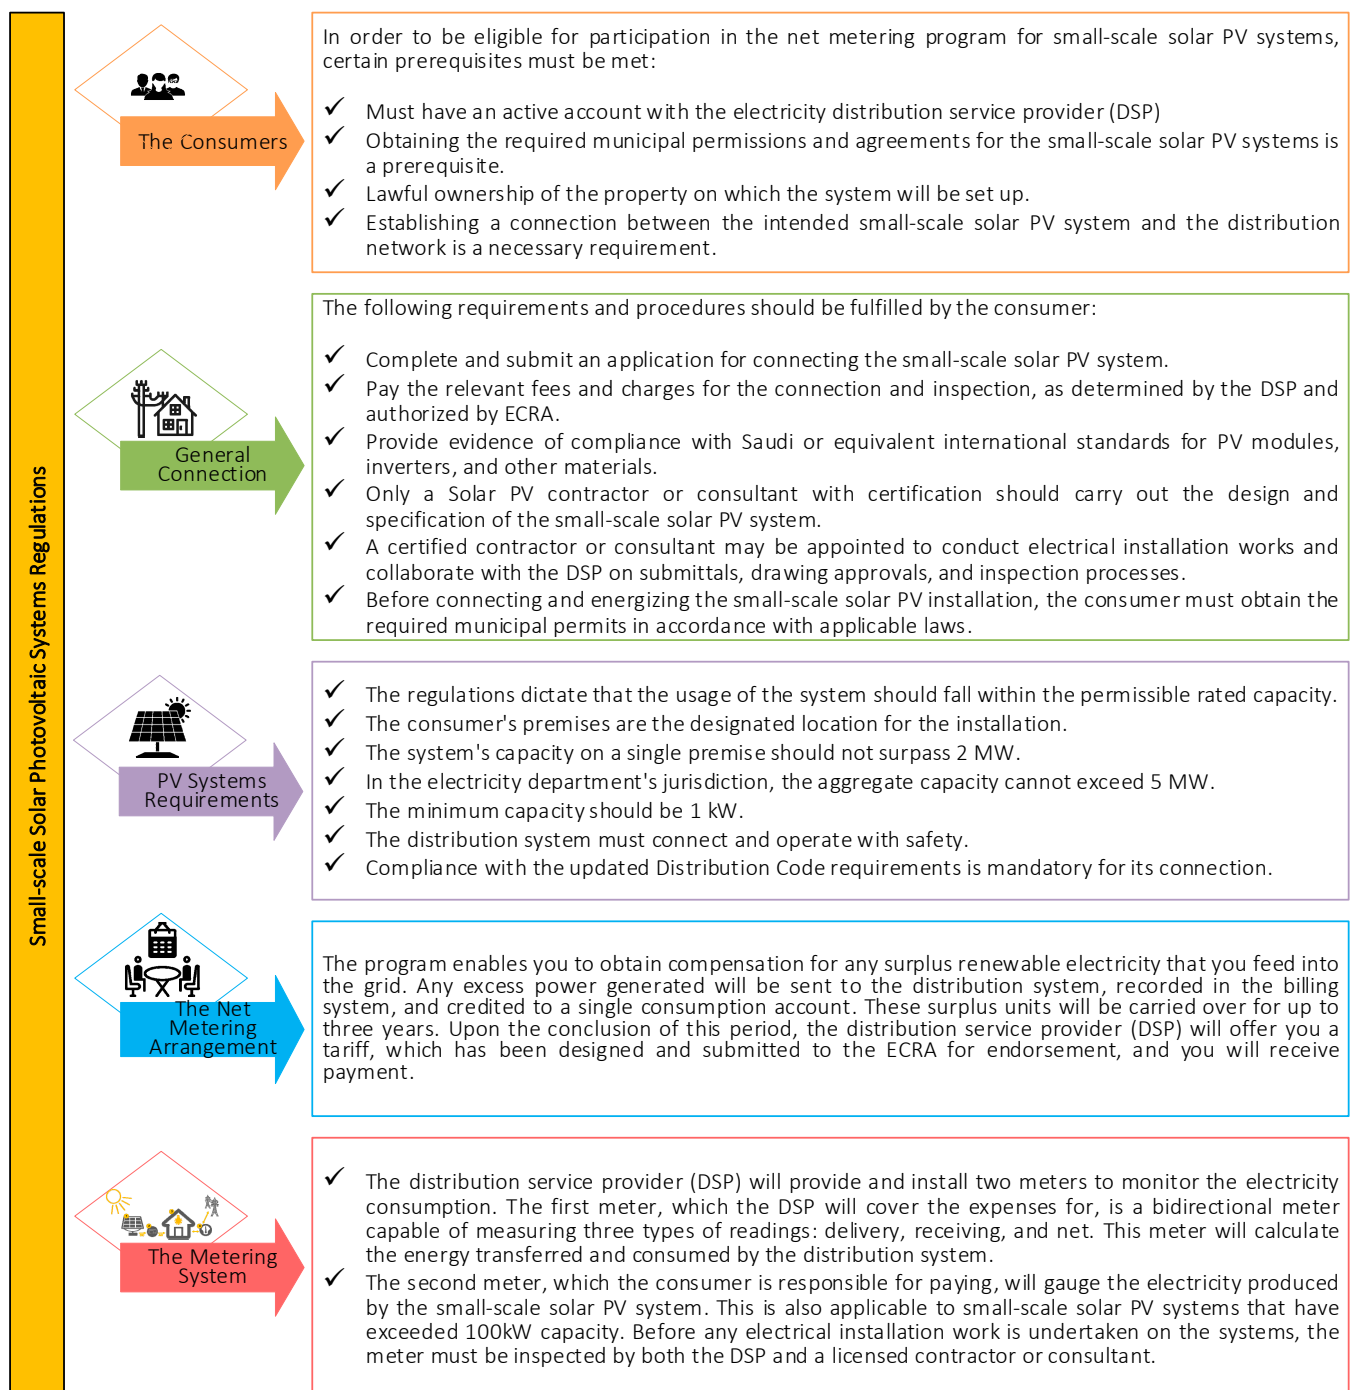 Small-scale Solar Photovoltaic Systems Regulations
The Consumers
In order to be eligible for participation in the net metering program for small-scale solar PV systems,
certain prerequisites must be met:
✓ Must have an active account with the electricity distribution service provider (DSP)
✓ Obtaining the required municipal permissions and agreements for the small-scale solar PV systems is
a prerequisite.
✓ Lawful ownership of the property on which the system will be set up.
✓ Establishing a connection between the intended small-scale solar PV system and the distribution
network is a necessary requirement.
General
Connection
The following requirements and procedures should be fulfilled by the consumer:
✓ Complete and submit an application for connecting the small-scale solar PV system.
✓ Pay the relevant fees and charges for the connection and inspection, as determined by the DSP and
authorized by ECRA.
✓ Provide evidence of compliance with Saudi or equivalent international standards for PV modules,
inverters, and other materials.
✓ Only a Solar PV contractor or consultant with certification should carry out the design and
specification of the small-scale solar PV system.
✓ A certified contractor or consultant may be appointed to conduct electrical installation works and
collaborate with the DSP on submittals, drawing approvals, and inspection processes.
✓ Before connecting and energizing the small-scale solar PV installation, the consumer must obtain the
required municipal permits in accordance with applicable laws.
PV Systems
Requirements
✓ The regulations dictate that the usage of the system should fall within the permissible rated capacity.
✓ The consumer's premises are the designated location for the installation.
✓ The system's capacity on a single premise should not surpass 2 MW.
✓ In the electricity department's jurisdiction, the aggregate capacity cannot exceed 5 MW.
✓ The minimum capacity should be 1 kW.
✓ The distribution system must connect and operate with safety.
✓ Compliance with the updated Distribution Code requirements is mandatory for its connection.
The Net
Metering
Arrangement
The program enables you to obtain compensation for any surplus renewable electricity that you feed into
the grid. Any excess power generated will be sent to the distribution system, recorded in the billing
system, and credited to a single consumption account. These surplus units will be carried over for up to
three years. Upon the conclusion of this period, the distribution service provider (DSP) will offer you a
tariff, which has been designed and submitted to the ECRA for endorsement, and you will receive
payment.
The Metering
System
✓ The distribution service provider (DSP) will provide and install two meters to monitor the electricity
consumption. The first meter, which the DSP will cover the expenses for, is a bidirectional meter
capable of measuring three types of readings: delivery, receiving, and net. This meter will calculate
the energy transferred and consumed by the distribution system.
✓ The second meter, which the consumer is responsible for paying, will gauge the electricity produced
by the small-scale solar PV system. This is also applicable to small-scale solar PV systems that have
exceeded 100kW capacity. Before any electrical installation work is undertaken on the systems, the
meter must be inspected by both the DSP and a licensed contractor or consultant.